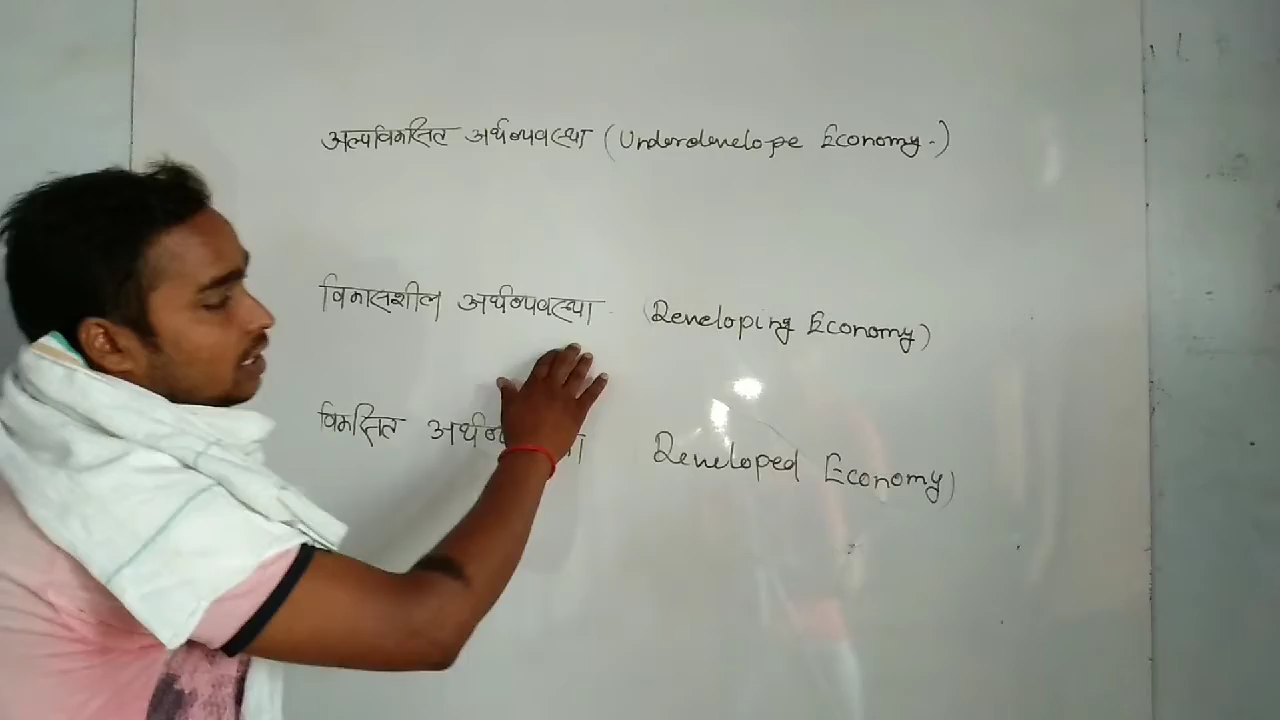 अल्पविकसित अर्थव्यवस्था (Underdevelope Economy.)
विकासशील अर्थव्यवस्था (Developing Economy)
विकसित Developed Economy)